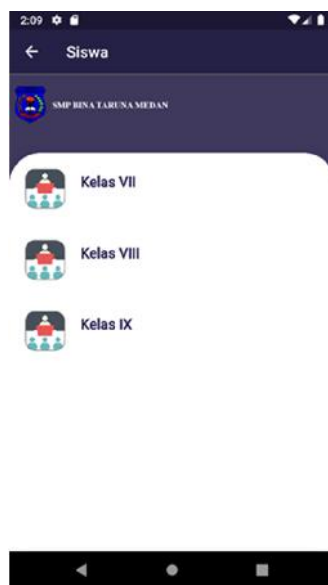 2:09
Siswa
SMP BINA TARUNA MEDAN
Kelas VII
Kelas VIII
Kelas IX